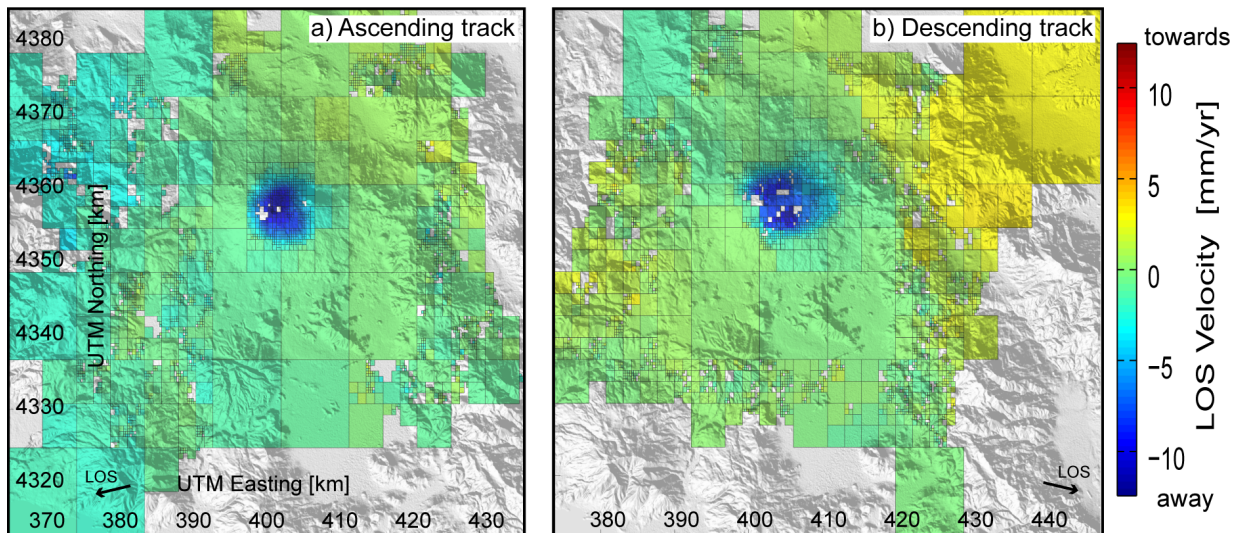 a) Ascending track
4380
4370
4360
4350
4340
4330
4320
UTM Northing [km]
LOS
UTM Easting [km]
370 380 390 400 410 420 430
b) Descending track
LOS
380 390 400 410 420 430 440
towards
10
5
0
−5
−10
away
LOS Velocity [mm/yr]